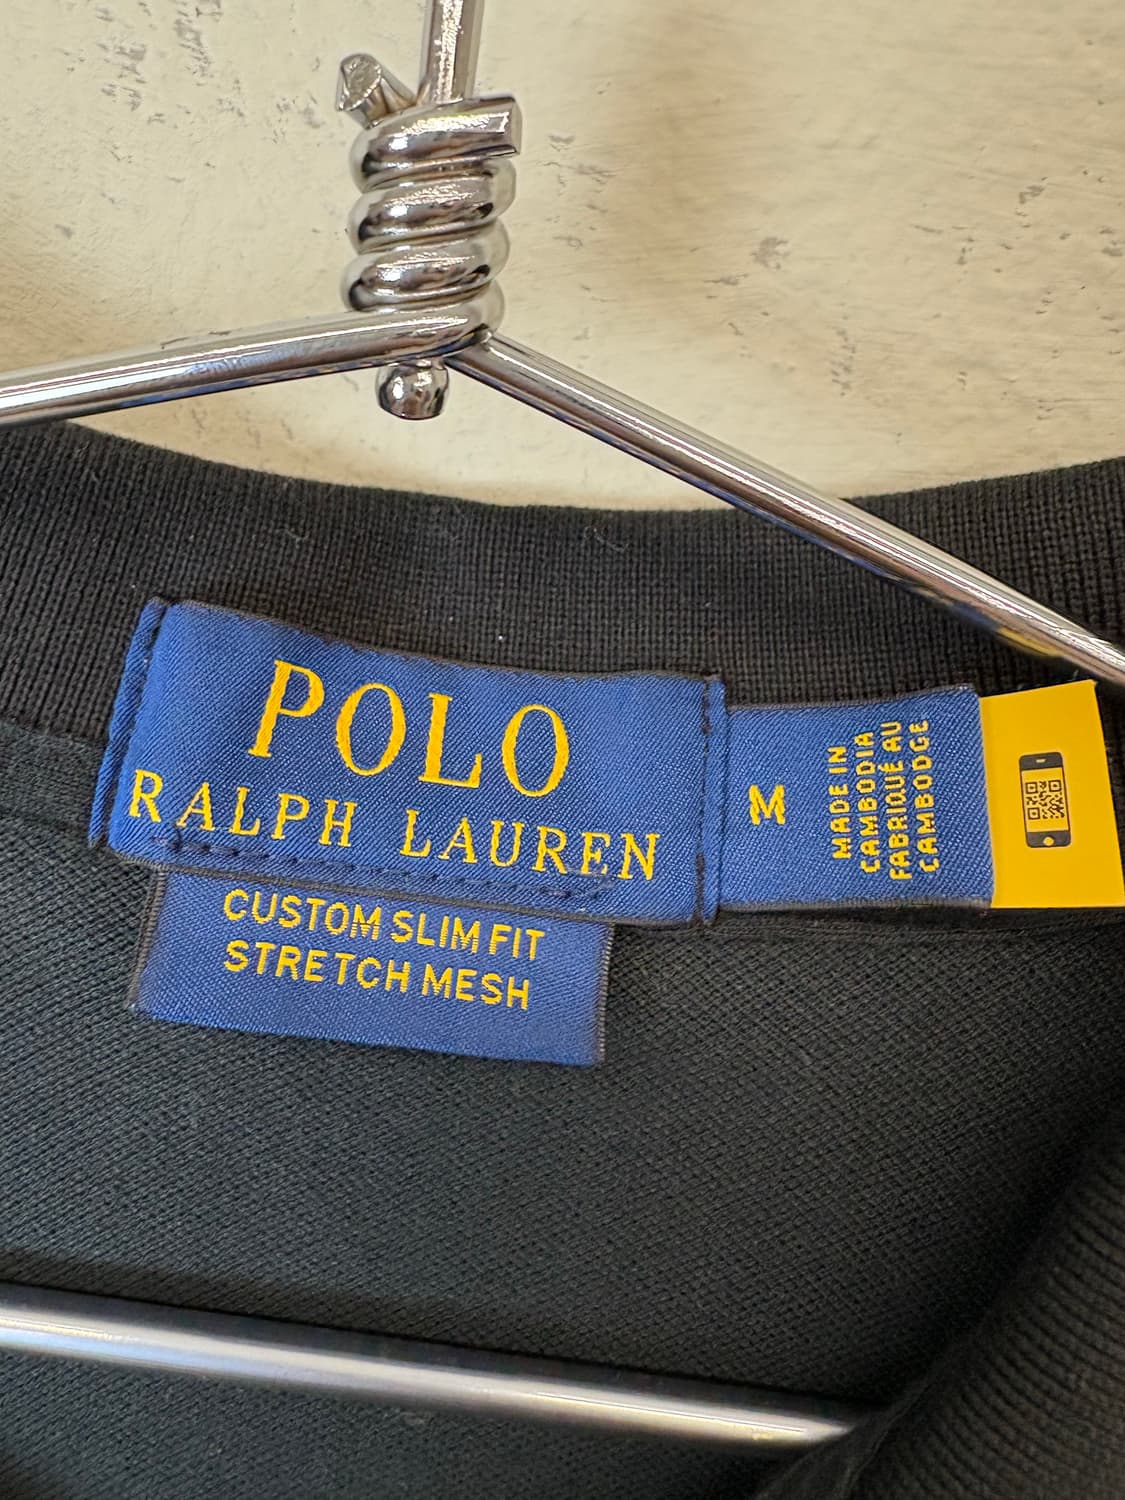 POLO
RALPH LAUREN
CUSTOM SLIM FIT
STRETCH MESH
M
MADE IN
CAMBODIA
FABRIQUÉ AU
CAMBODGE